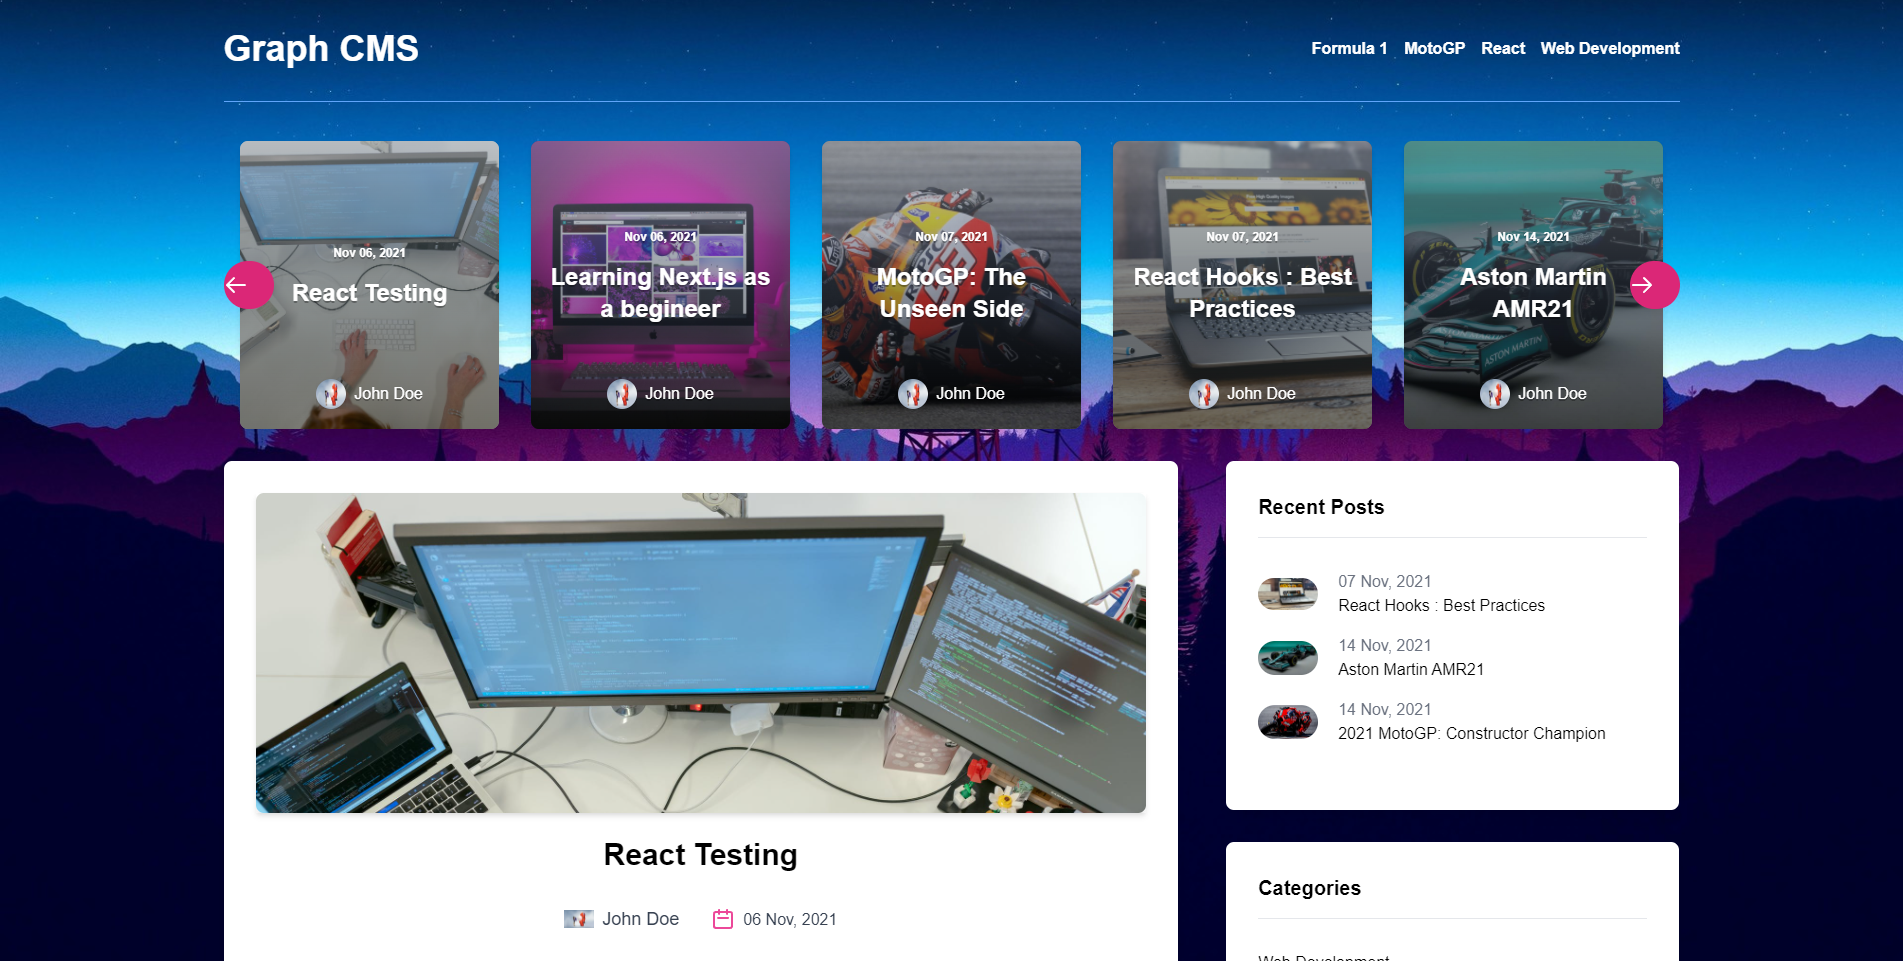 Graph CMS
Formula 1 MotoGP React Web Development
Nov 06, 2021
React Testing
John Doe
Nov 06, 2021
Learning Next.js as
a begineer
John Doe
Nov 07, 2021
MotoGP: The
Unseen Side
John Doe
Nov 07, 2021
React Hooks : Best
Practices
John Doe
Nov 14, 2021
Aston Martin
AMR21
ASTON MARTIN
John Doe
React Testing
John Doe
06 Nov, 2021
Recent Posts
07 Nov, 2021
React Hooks : Best Practices
14 Nov, 2021
Aston Martin AMR21
14 Nov, 2021
2021 MotoGP: Constructor Champion
Categories
Web Development